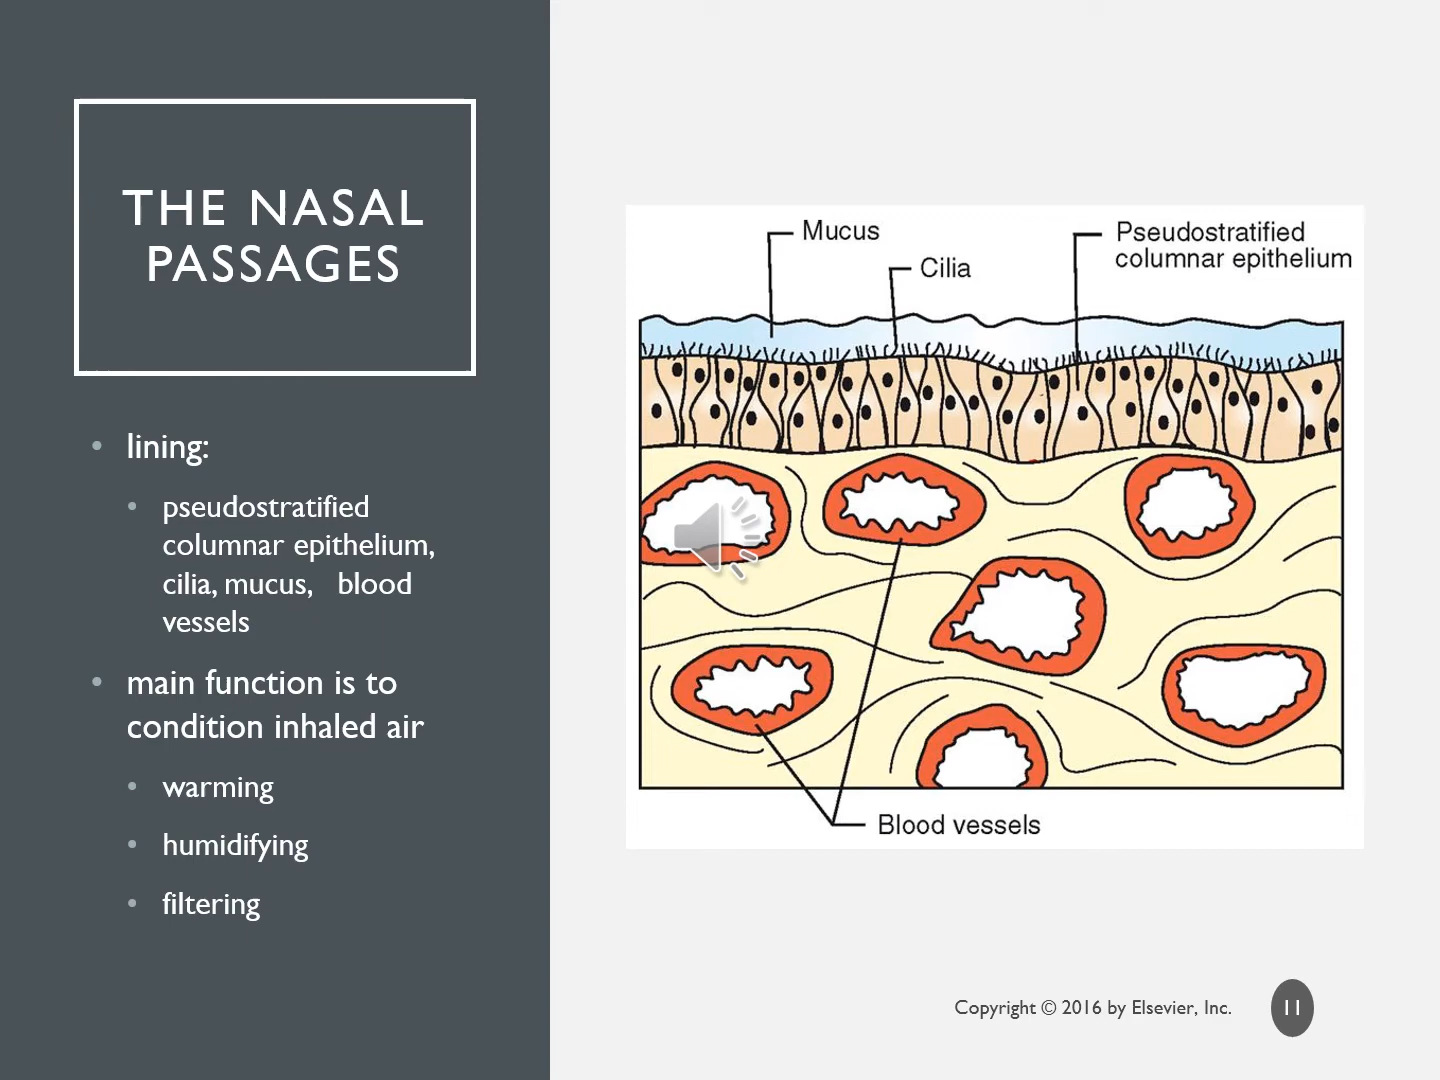 THE NASAL
PASSAGES
• lining:
• pseudostratified
columnar epithelium,
cilia, mucus, blood
vessels
• main function is to
condition inhaled air
• warming
• humidifying
• filtering
Mucus
Cilia
Pseudostratified
columnar epithelium
Blood vessels
Copyright © 2016 by Elsevier, Inc.
11